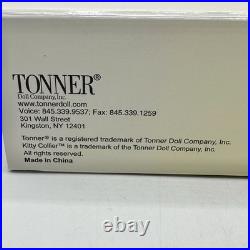 TONNER®
Doll Company, Inc.
www.tonnerdoll.com
Voice: 845.339.9537; Fax: 845.339.1259
301 Wall Street
Kingston, NY 12401
Tonner® is a registered trademark of Tonner Doll Company, Inc.
Kitty Collier™ is a trademark of the Tonner Doll Company, Inc.
All rights reserved.
Made in China